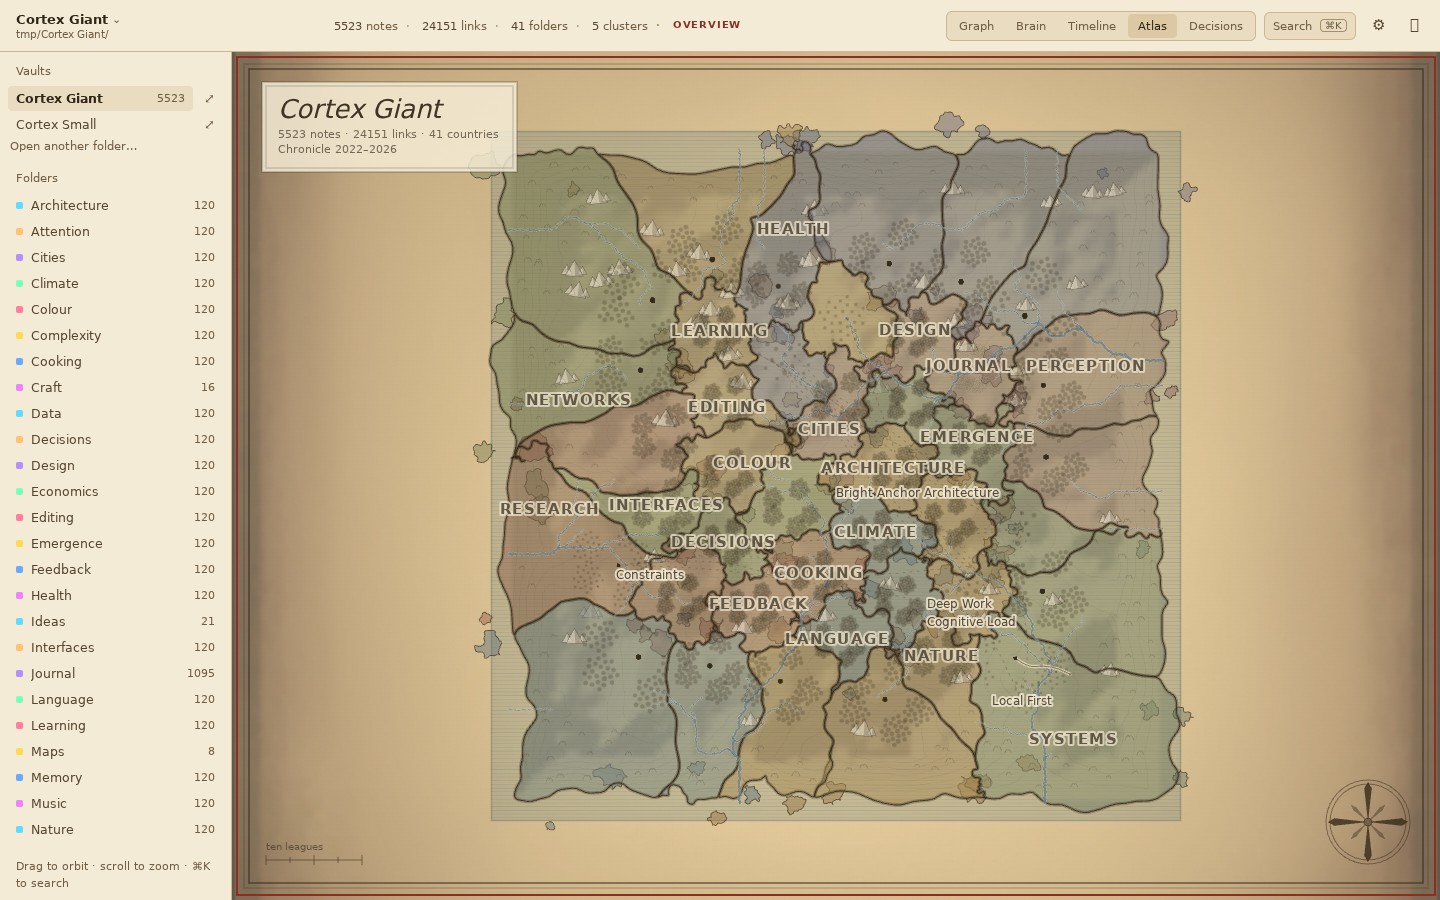 Cortex Giant
tmp/Cortex Giant/
5523 notes · 24151 links · 41 folders · 5 clusters · OVERVIEW
Graph Brain Timeline Atlas Decisions
Search ⌘K
Vaults
Cortex Giant 5523
Cortex Small
Open another folder...
Folders
Architecture 120
Attention 120
Cities 120
Climate 120
Colour 120
Complexity 120
Cooking 120
Craft 16
Data 120
Decisions 120
Design 120
Economics 120
Editing 120
Emergence 120
Feedback 120
Health 120
Ideas 21
Interfaces 120
Journal 1095
Language 120
Learning 120
Maps 8
Memory 120
Music 120
Nature 120
Drag to orbit · scroll to zoom · ⌘K
to search
Cortex Giant
5523 notes · 24151 links · 41 countries
Chronicle 2022–2026
HEALTH
LEARNING
DESIGN
JOURNAL
PERCEPTION
NETWORKS
EDITING
CITIES
EMERGENCE
COLOUR
ARCHITECTURE
Bright Anchor Architecture
RESEARCH
INTERFACES
CLIMATE
DECISIONS
Constraints
COOKING
FEEDBACK
Deep Work
Cognitive Load
LANGUAGE
NATURE
Local First
SYSTEMS
ten leagues